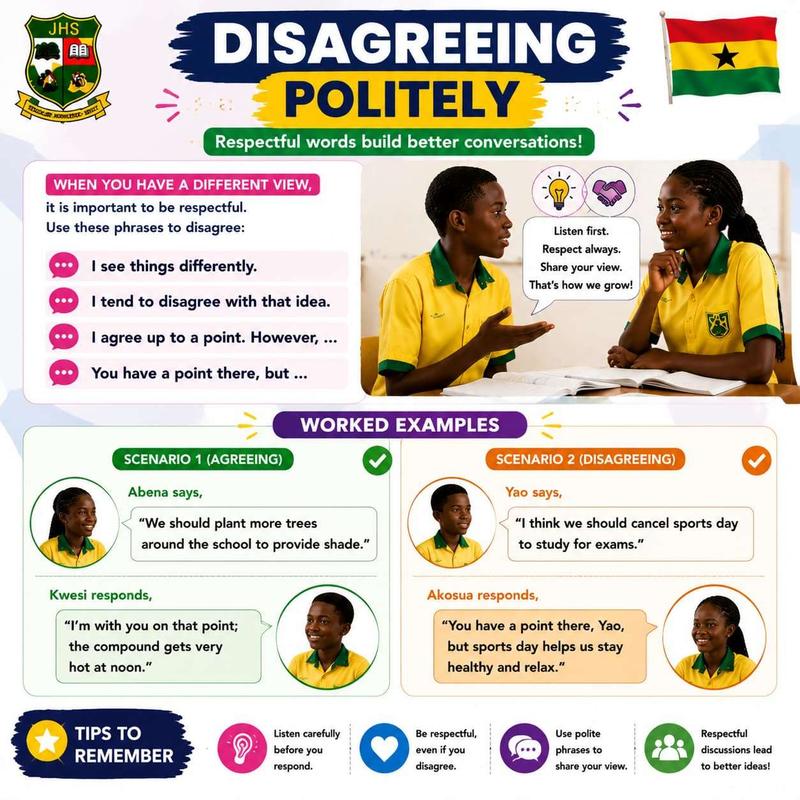 JHS
DISAGREEING
POLITELY
Respectful words build better conversations!
WHEN YOU HAVE A DIFFERENT VIEW,
it is important to be respectful.
Use these phrases to disagree:
I see things differently.
I tend to disagree with that idea.
I agree up to a point. However, ...
You have a point there, but ...
Listen first.
Respect always.
Share your view.
That's how we grow!
WORKED EXAMPLES
SCENARIO 1 (AGREEING)
Abena says,
"We should plant more trees
around the school to provide shade."
Kwesi responds,
"I'm with you on that point;
the compound gets very
hot at noon."
SCENARIO 2 (DISAGREEING)
Yao says,
"I think we should cancel sports day
to study for exams."
Akosua responds,
"You have a point there, Yao,
but sports day helps us stay
healthy and relax."
TIPS TO
REMEMBER
Listen carefully
before you
respond.
Be respectful,
even if you
disagree.
Use polite
phrases to
share your view.
Respectful
discussions lead
to better ideas!